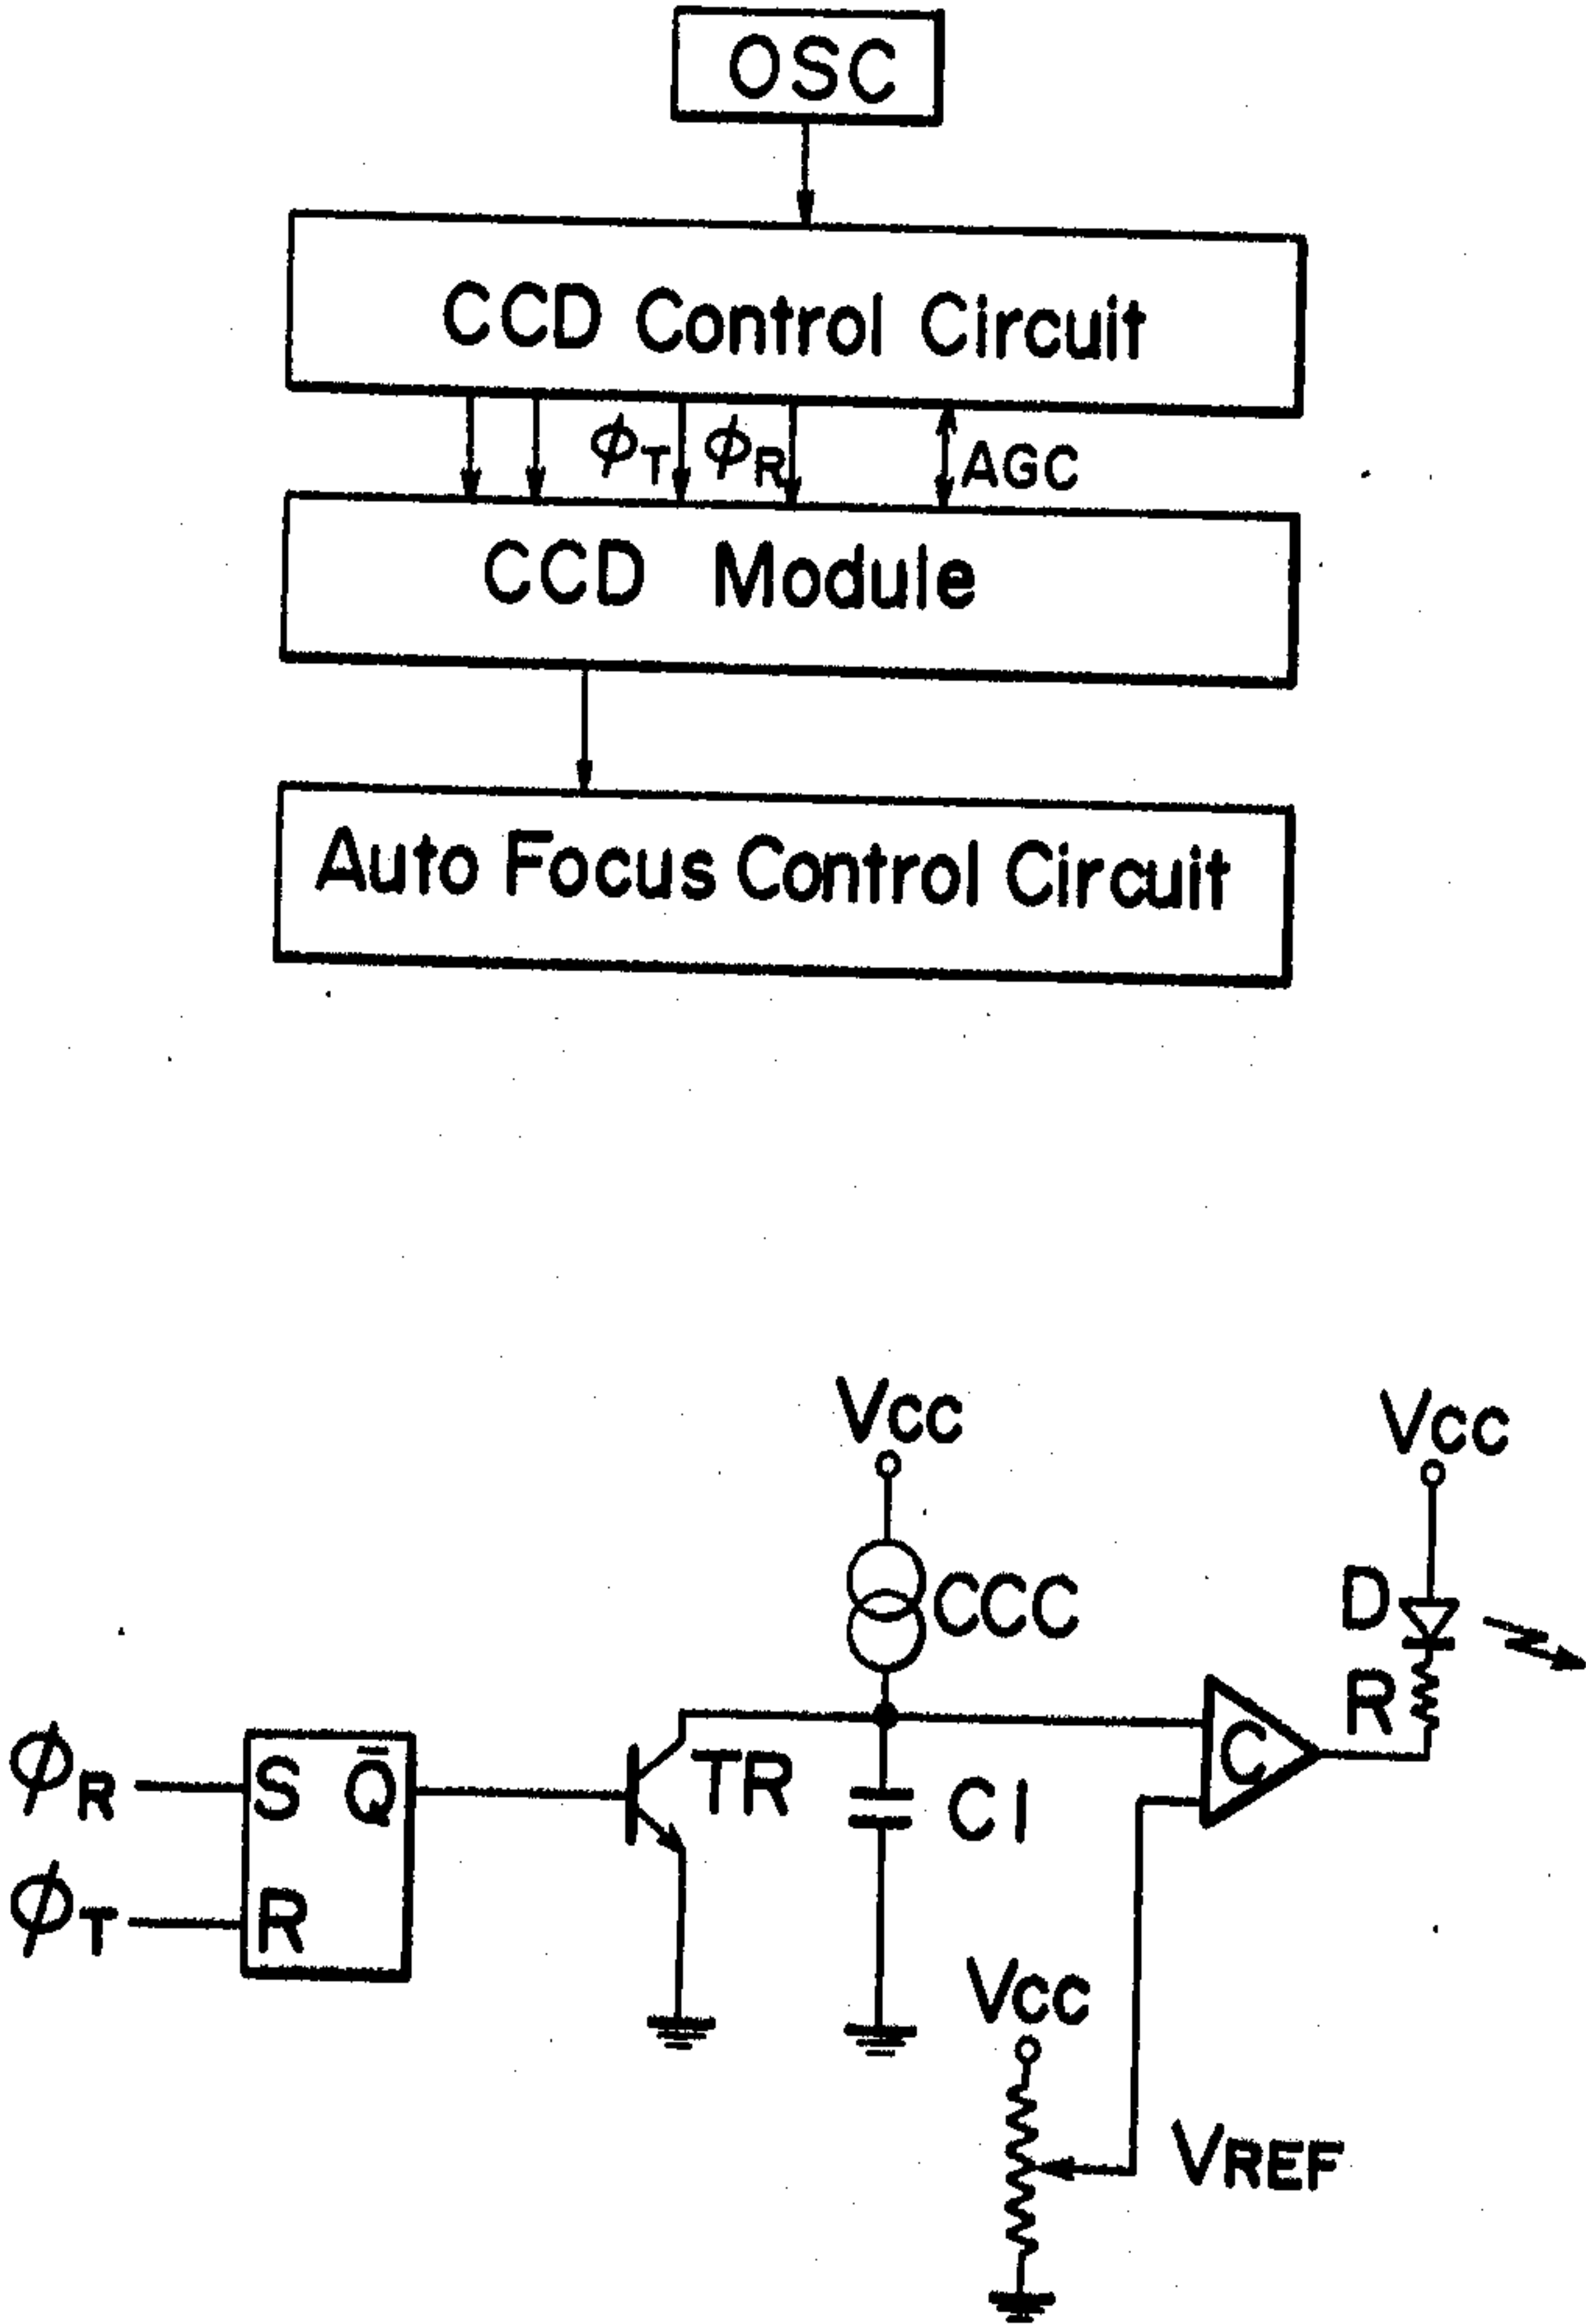 OSC
CCD Control Circuit
ϕT ϕR AGC
CCD Module
Auto Focus Control Circuit
Vcc Vcc
CCC D
R
ϕR S Q̅ TR C1 C
ϕT R
Vcc
VREF